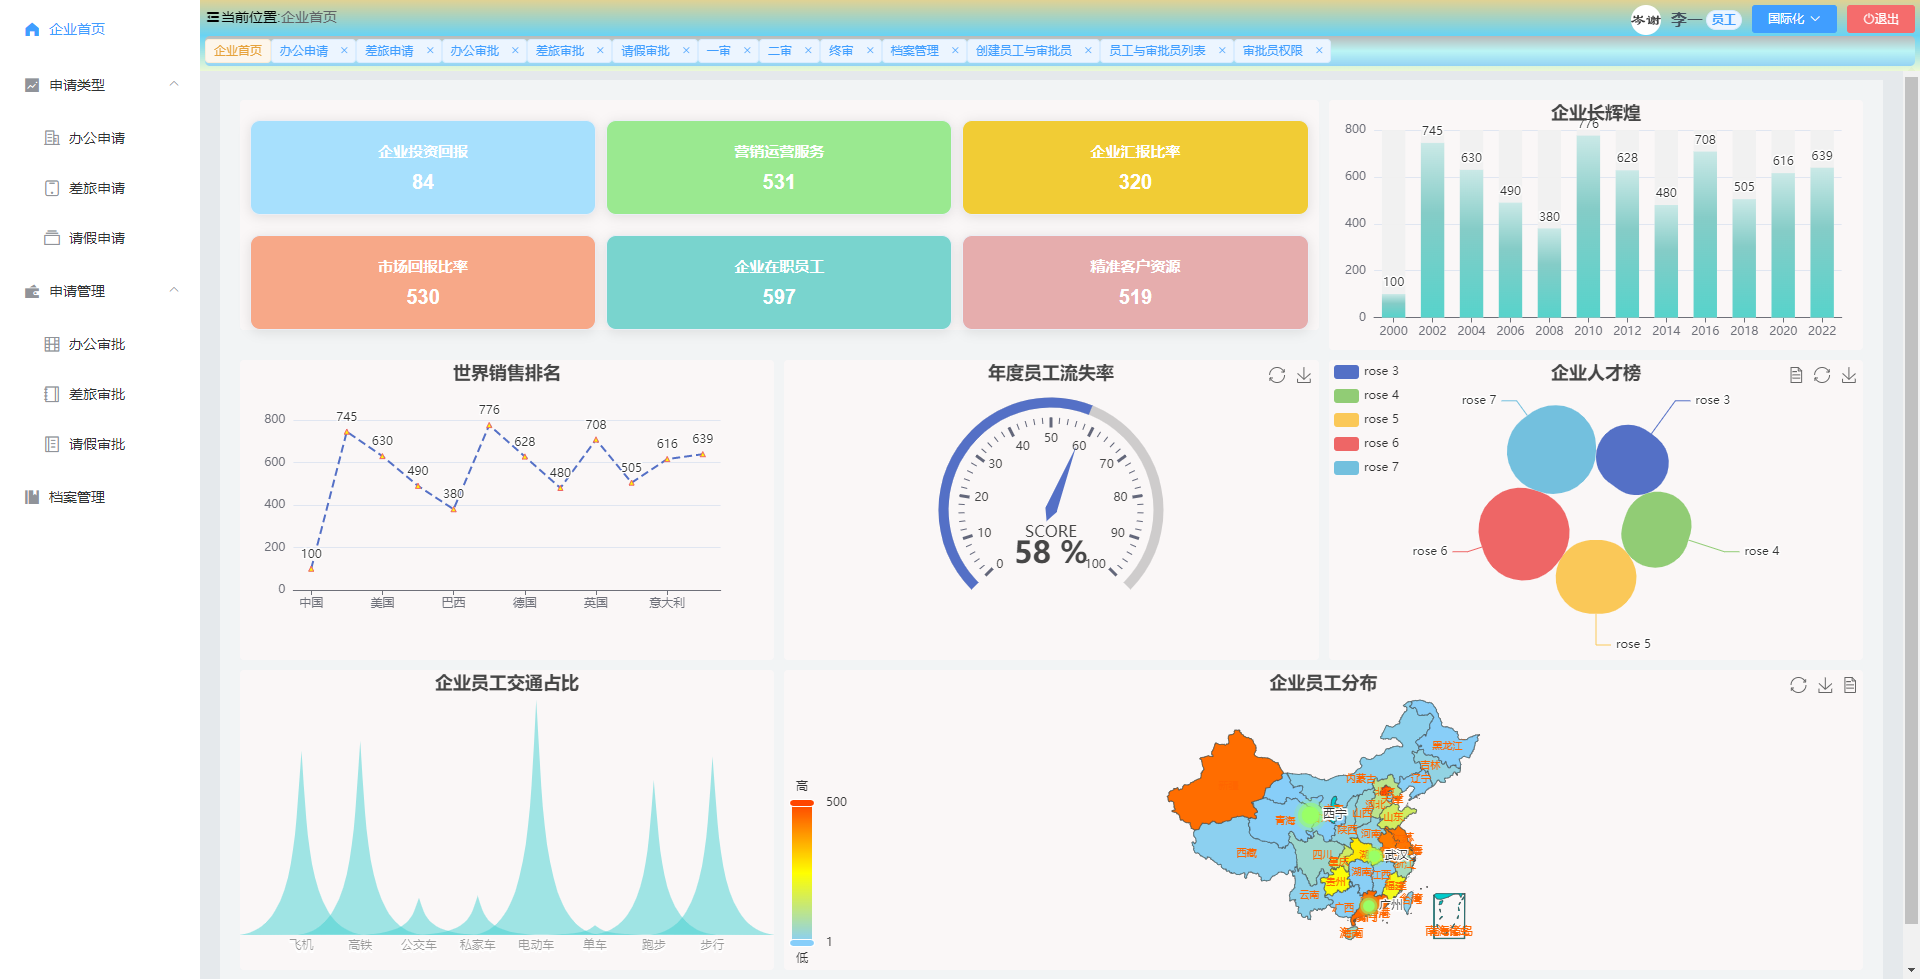 企业首页
申请类型
办公申请
差旅申请
请假申请
申请管理
办公审批
差旅审批
请假审批
档案管理
当前位置:企业首页
岑谢 李一 员工 国际化 退出
企业首页 办公申请 × 差旅申请 × 办公审批 × 差旅审批 × 请假审批 × 一审 × 二审 × 终审 × 档案管理 × 创建员工与审批员 × 员工与审批员列表 × 审批员权限 ×
企业投资回报
84
营销运营服务
531
企业汇报比率
320
市场回报比率
530
企业在职员工
597
精准客户资源
519
企业长辉煌
800
600
400
200
0
100 745 630 490 380 776 628 480 708 505 616 639
2000 2002 2004 2006 2008 2010 2012 2014 2016 2018 2020 2022
世界销售排名
800
600
400
200
0
100 745 630 490 380 776 628 480 708 505 616 639
中国 美国 巴西 德国 英国 意大利
年度员工流失率
0 10 20 30 40 50 60 70 80 90 100
SCORE
58 %
企业人才榜
rose 3
rose 4
rose 5
rose 6
rose 7
rose 7 rose 3
rose 6 rose 4
rose 5
企业员工交通占比
飞机 高铁 公交车 私家车 电动车 单车 跑步 步行
企业员工分布
高
500
1
低
黑龙江
吉林
辽宁
内蒙古
山西
山东
青海
西宁
陕西
河南
西藏
四川
武汉
湖南
江西
贵州
福建
云南
广西
广州
海南